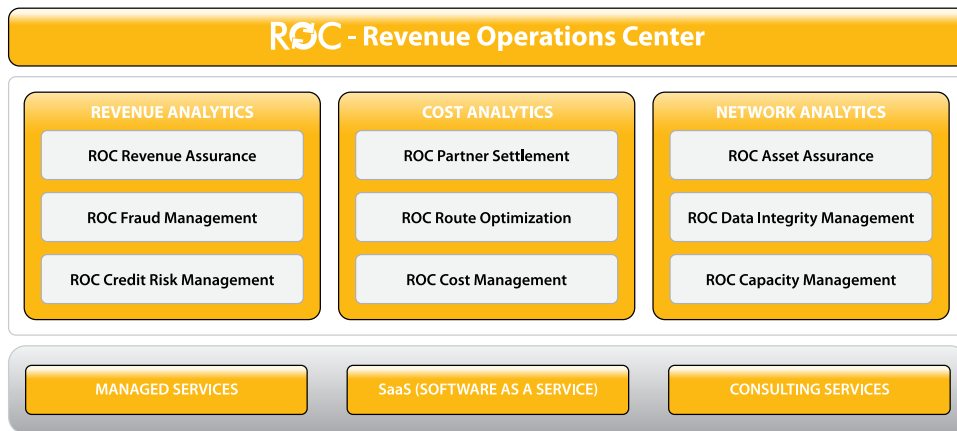 ROC - Revenue Operations Center
REVENUE ANALYTICS
ROC Revenue Assurance
ROC Fraud Management
ROC Credit Risk Management
COST ANALYTICS
ROC Partner Settlement
ROC Route Optimization
ROC Cost Management
NETWORK ANALYTICS
ROC Asset Assurance
ROC Data Integrity Management
ROC Capacity Management
MANAGED SERVICES
SaaS (SOFTWARE AS A SERVICE)
CONSULTING SERVICES